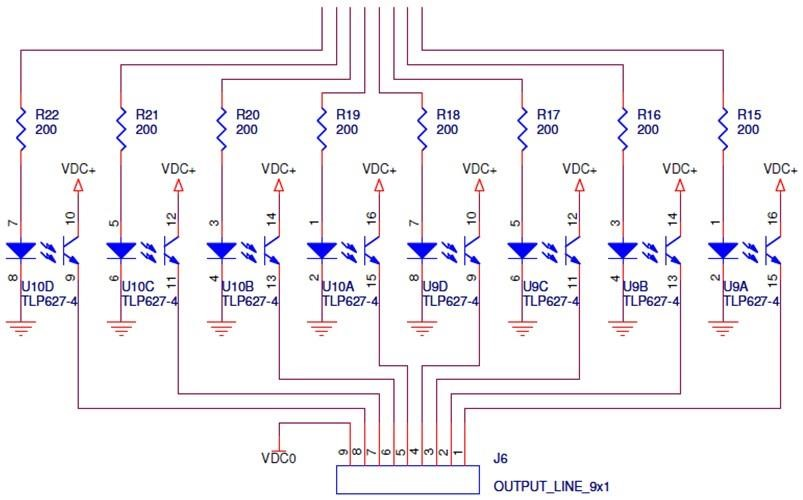 R22
200
R21
200
R20
200
R19
200
R18
200
R17
200
R16
200
R15
200
VDC+
VDC+
VDC+
VDC+
VDC+
VDC+
VDC+
VDC+
7
10
5
12
3
14
1
16
7
10
5
12
3
14
1
16
8
9
6
11
4
13
2
15
8
9
6
11
4
13
2
15
U10D
TLP627-4
U10C
TLP627-4
U10B
TLP627-4
U10A
TLP627-4
U9D
TLP627-4
U9C
TLP627-4
U9B
TLP627-4
U9A
TLP627-4
VDC0
9
8
7
6
5
4
3
2
1
J6
OUTPUT_LINE_9x1